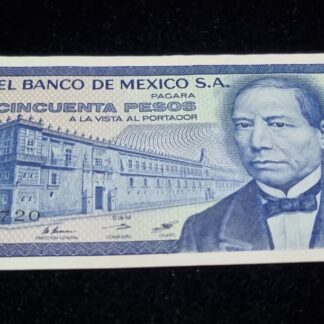 EL BANCO DE MEXICO S.A.
PAGARA
CINCUENTA PESOS
A LA VISTA AL PORTADOR
720